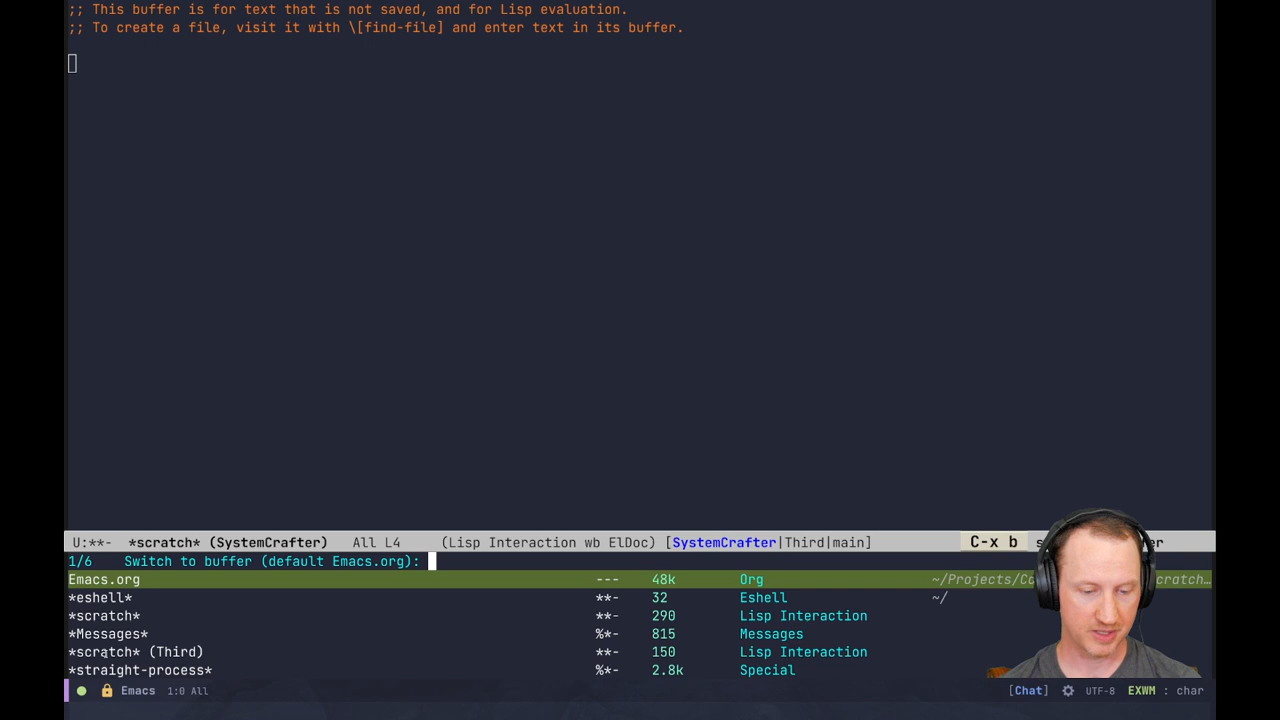 ;; This buffer is for text that is not saved, and for Lisp evaluation.
;; To create a file, visit it with \[find-file] and enter text in its buffer.
U:**-  *scratch* (SystemCrafter)   All L4     (Lisp Interaction wb ElDoc) [SystemCrafter|Third|main]   C-x b
1/6    Switch to buffer (default Emacs.org):
Emacs.org   ---   48k   Org   ~/Projects/
*eshell*   **-   32   Eshell   ~/
*scratch*   **-   290   Lisp Interaction
*Messages*   %*-   815   Messages
*scratch* (Third)   **-   150   Lisp Interaction
*straight-process*   %*-   2.8k   Special
Emacs   1:0 All   [Chat]   UTF-8   EXWM : char